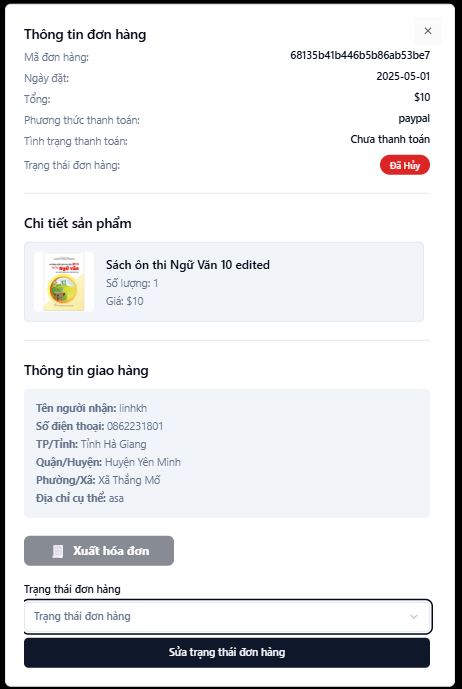 Thông tin đơn hàng
Mã đơn hàng: 68135b41b446b5b86ab53be7
Ngày đặt: 2025-05-01
Tổng: $10
Phương thức thanh toán: paypal
Tình trạng thanh toán: Chưa thanh toán
Trạng thái đơn hàng: Đã Hủy
Chi tiết sản phẩm
Ngữ Văn
Sách ôn thi Ngữ Văn 10 edited
Số lượng: 1
Giá: $10
Thông tin giao hàng
Tên người nhận: linhkh
Số điện thoại: 0862231801
TP/Tỉnh: Tỉnh Hà Giang
Quận/Huyện: Huyện Yên Minh
Phường/Xã: Xã Thắng Mố
Địa chỉ cụ thể: asa
Xuất hóa đơn
Trạng thái đơn hàng
Trạng thái đơn hàng
Sửa trạng thái đơn hàng